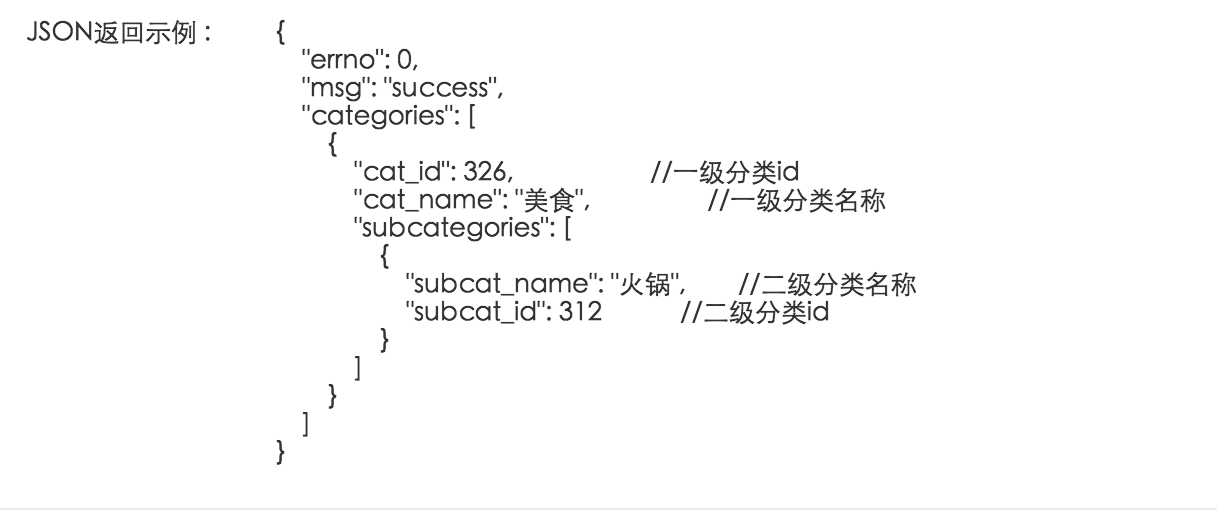 JSON返回示例： {
"errno": 0,
"msg": "success",
"categories": [
{
"cat_id": 326, //一级分类id
"cat_name": "美食", //一级分类名称
"subcategories": [
{
"subcat_name": "火锅", //二级分类名称
"subcat_id": 312 //二级分类id
}
]
}
]
}